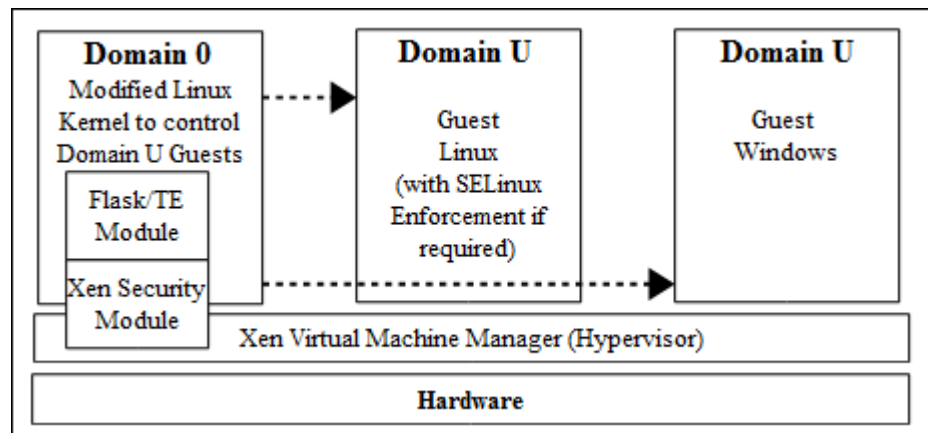 Domain 0
Modified Linux
Kernel to control
Domain U Guests
Flask/TE
Module
Xen Security
Module
Domain U
Guest
Linux
(with SELinux
Enforcement if
required)
Domain U
Guest
Windows
Xen Virtual Machine Manager (Hypervisor)
Hardware